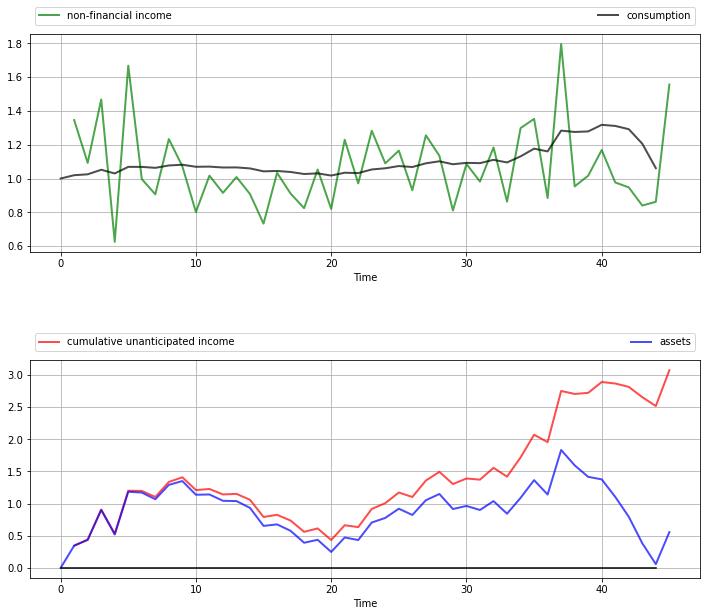 non-financial income consumption
1.8
1.6
1.4
1.2
1.0
0.8
0.6
0 10 20 30 40
Time
cumulative unanticipated income assets
3.0
2.5
2.0
1.5
1.0
0.5
0.0
0 10 20 30 40
Time